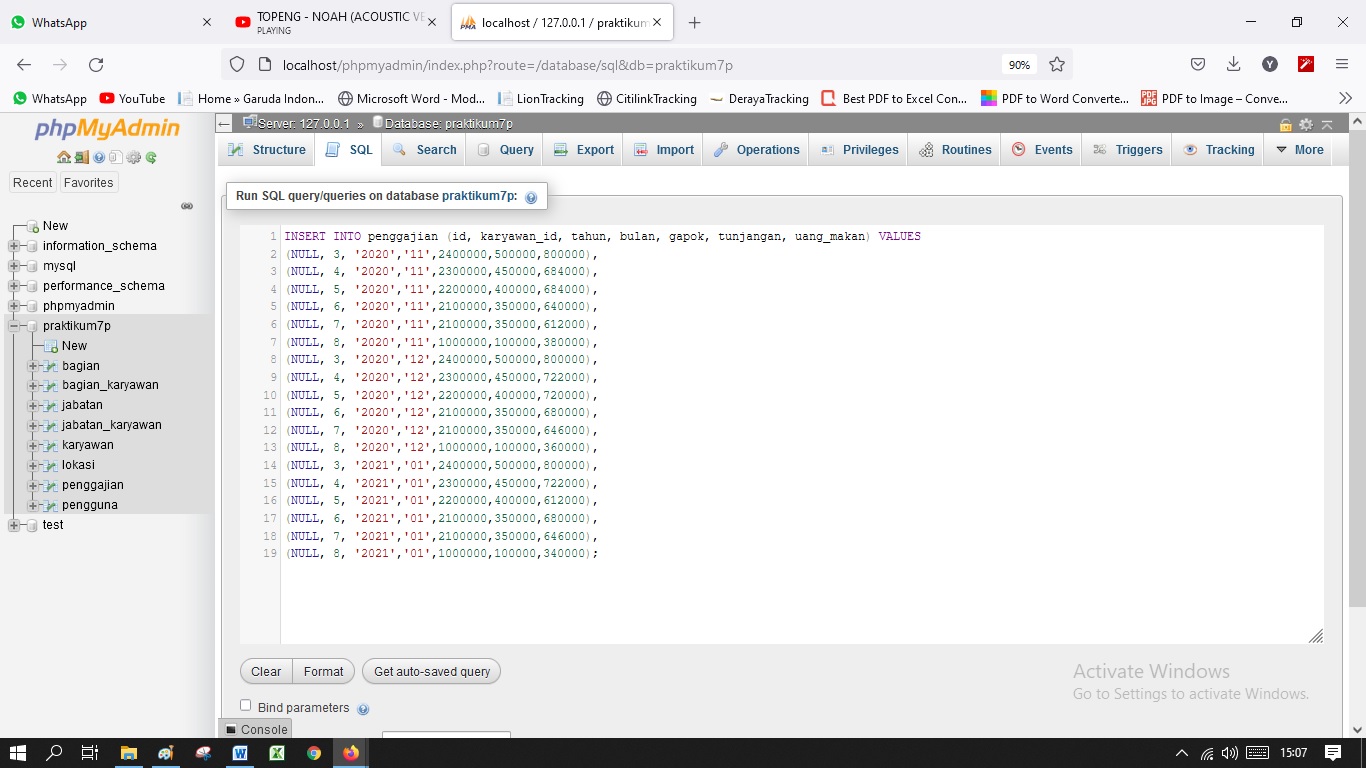 WhatsApp
TOPENG - NOAH (ACOUSTIC VE
PLAYING
localhost / 127.0.0.1 / praktikum
localhost/phpmyadmin/index.php?route=/database/sql&db=praktikum7p
90%
WhatsApp
YouTube
Home » Garuda Indon...
Microsoft Word - Mod...
LionTracking
CitilinkTracking
DerayaTracking
Best PDF to Excel Con...
PDF to Word Converte...
PDF to Image – Conve...
phpMyAdmin
Server: 127.0.0.1 » Database: praktikum7p
Structure
SQL
Search
Query
Export
Import
Operations
Privileges
Routines
Events
Triggers
Tracking
More
Recent
Favorites
New
information_schema
mysql
performance_schema
phpmyadmin
praktikum7p
New
bagian
bagian_karyawan
jabatan
jabatan_karyawan
karyawan
lokasi
penggajian
pengguna
test
Run SQL query/queries on database praktikum7p:
1 INSERT INTO penggajian (id, karyawan_id, tahun, bulan, gapok, tunjangan, uang_makan) VALUES
2 (NULL, 3, '2020','11',2400000,500000,800000),
3 (NULL, 4, '2020','11',2300000,450000,684000),
4 (NULL, 5, '2020','11',2200000,400000,684000),
5 (NULL, 6, '2020','11',2100000,350000,640000),
6 (NULL, 7, '2020','11',2100000,350000,612000),
7 (NULL, 8, '2020','11',1000000,100000,380000),
8 (NULL, 3, '2020','12',2400000,500000,800000),
9 (NULL, 4, '2020','12',2300000,450000,722000),
10 (NULL, 5, '2020','12',2200000,400000,720000),
11 (NULL, 6, '2020','12',2100000,350000,680000),
12 (NULL, 7, '2020','12',2100000,350000,646000),
13 (NULL, 8, '2020','12',1000000,100000,360000),
14 (NULL, 3, '2021','01',2400000,500000,800000),
15 (NULL, 4, '2021','01',2300000,450000,722000),
16 (NULL, 5, '2021','01',2200000,400000,612000),
17 (NULL, 6, '2021','01',2100000,350000,680000),
18 (NULL, 7, '2021','01',2100000,350000,646000),
19 (NULL, 8, '2021','01',1000000,100000,340000);
Clear
Format
Get auto-saved query
Bind parameters
Console
Activate Windows
Go to Settings to activate Windows.
15:07